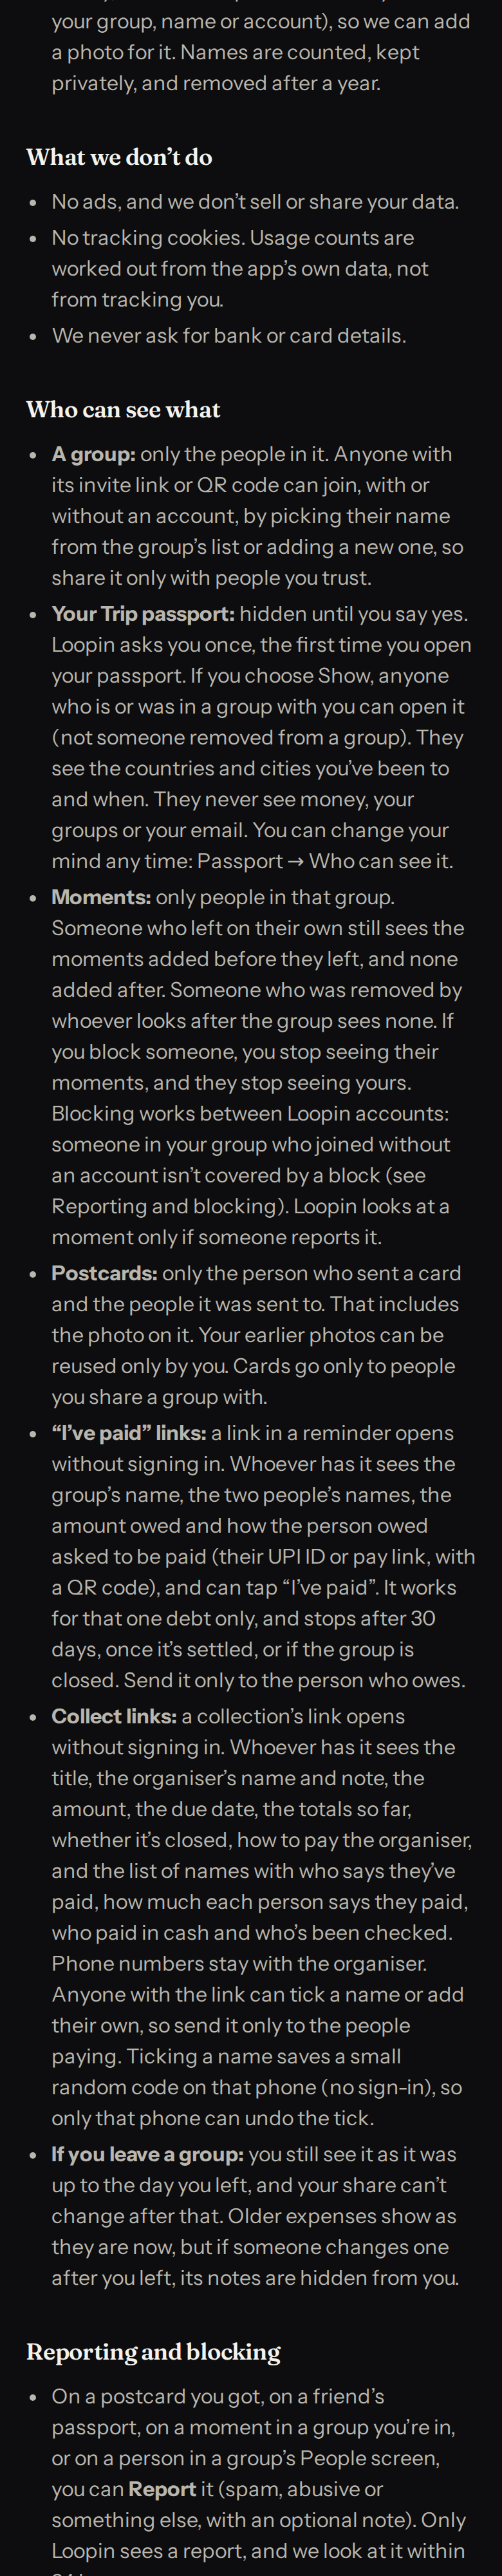 your group, name or account), so we can add
a photo for it. Names are counted, kept
privately, and removed after a year.
What we don’t do
• No ads, and we don’t sell or share your data.
• No tracking cookies. Usage counts are
worked out from the app’s own data, not
from tracking you.
• We never ask for bank or card details.
Who can see what
• A group: only the people in it. Anyone with
its invite link or QR code can join, with or
without an account, by picking their name
from the group’s list or adding a new one, so
share it only with people you trust.
• Your Trip passport: hidden until you say yes.
Loopin asks you once, the first time you open
your passport. If you choose Show, anyone
who is or was in a group with you can open it
(not someone removed from a group). They
see the countries and cities you’ve been to
and when. They never see money, your
groups or your email. You can change your
mind any time: Passport → Who can see it.
• Moments: only people in that group.
Someone who left on their own still sees the
moments added before they left, and none
added after. Someone who was removed by
whoever looks after the group sees none. If
you block someone, you stop seeing their
moments, and they stop seeing yours.
Blocking works between Loopin accounts:
someone in your group who joined without
an account isn’t covered by a block (see
Reporting and blocking). Loopin looks at a
moment only if someone reports it.
• Postcards: only the person who sent a card
and the people it was sent to. That includes
the photo on it. Your earlier photos can be
reused only by you. Cards go only to people
you share a group with.
• “I’ve paid” links: a link in a reminder opens
without signing in. Whoever has it sees the
group’s name, the two people’s names, the
amount owed and how the person owed
asked to be paid (their UPI ID or pay link, with
a QR code), and can tap “I’ve paid”. It works
for that one debt only, and stops after 30
days, once it’s settled, or if the group is
closed. Send it only to the person who owes.
• Collect links: a collection’s link opens
without signing in. Whoever has it sees the
title, the organiser’s name and note, the
amount, the due date, the totals so far,
whether it’s closed, how to pay the organiser,
and the list of names with who says they’ve
paid, how much each person says they paid,
who paid in cash and who’s been checked.
Phone numbers stay with the organiser.
Anyone with the link can tick a name or add
their own, so send it only to the people
paying. Ticking a name saves a small
random code on that phone (no sign-in), so
only that phone can undo the tick.
• If you leave a group: you still see it as it was
up to the day you left, and your share can’t
change after that. Older expenses show as
they are now, but if someone changes one
after you left, its notes are hidden from you.
Reporting and blocking
• On a postcard you got, on a friend’s
passport, on a moment in a group you’re in,
or on a person in a group’s People screen,
you can Report it (spam, abusive or
something else, with an optional note). Only
Loopin sees a report, and we look at it within